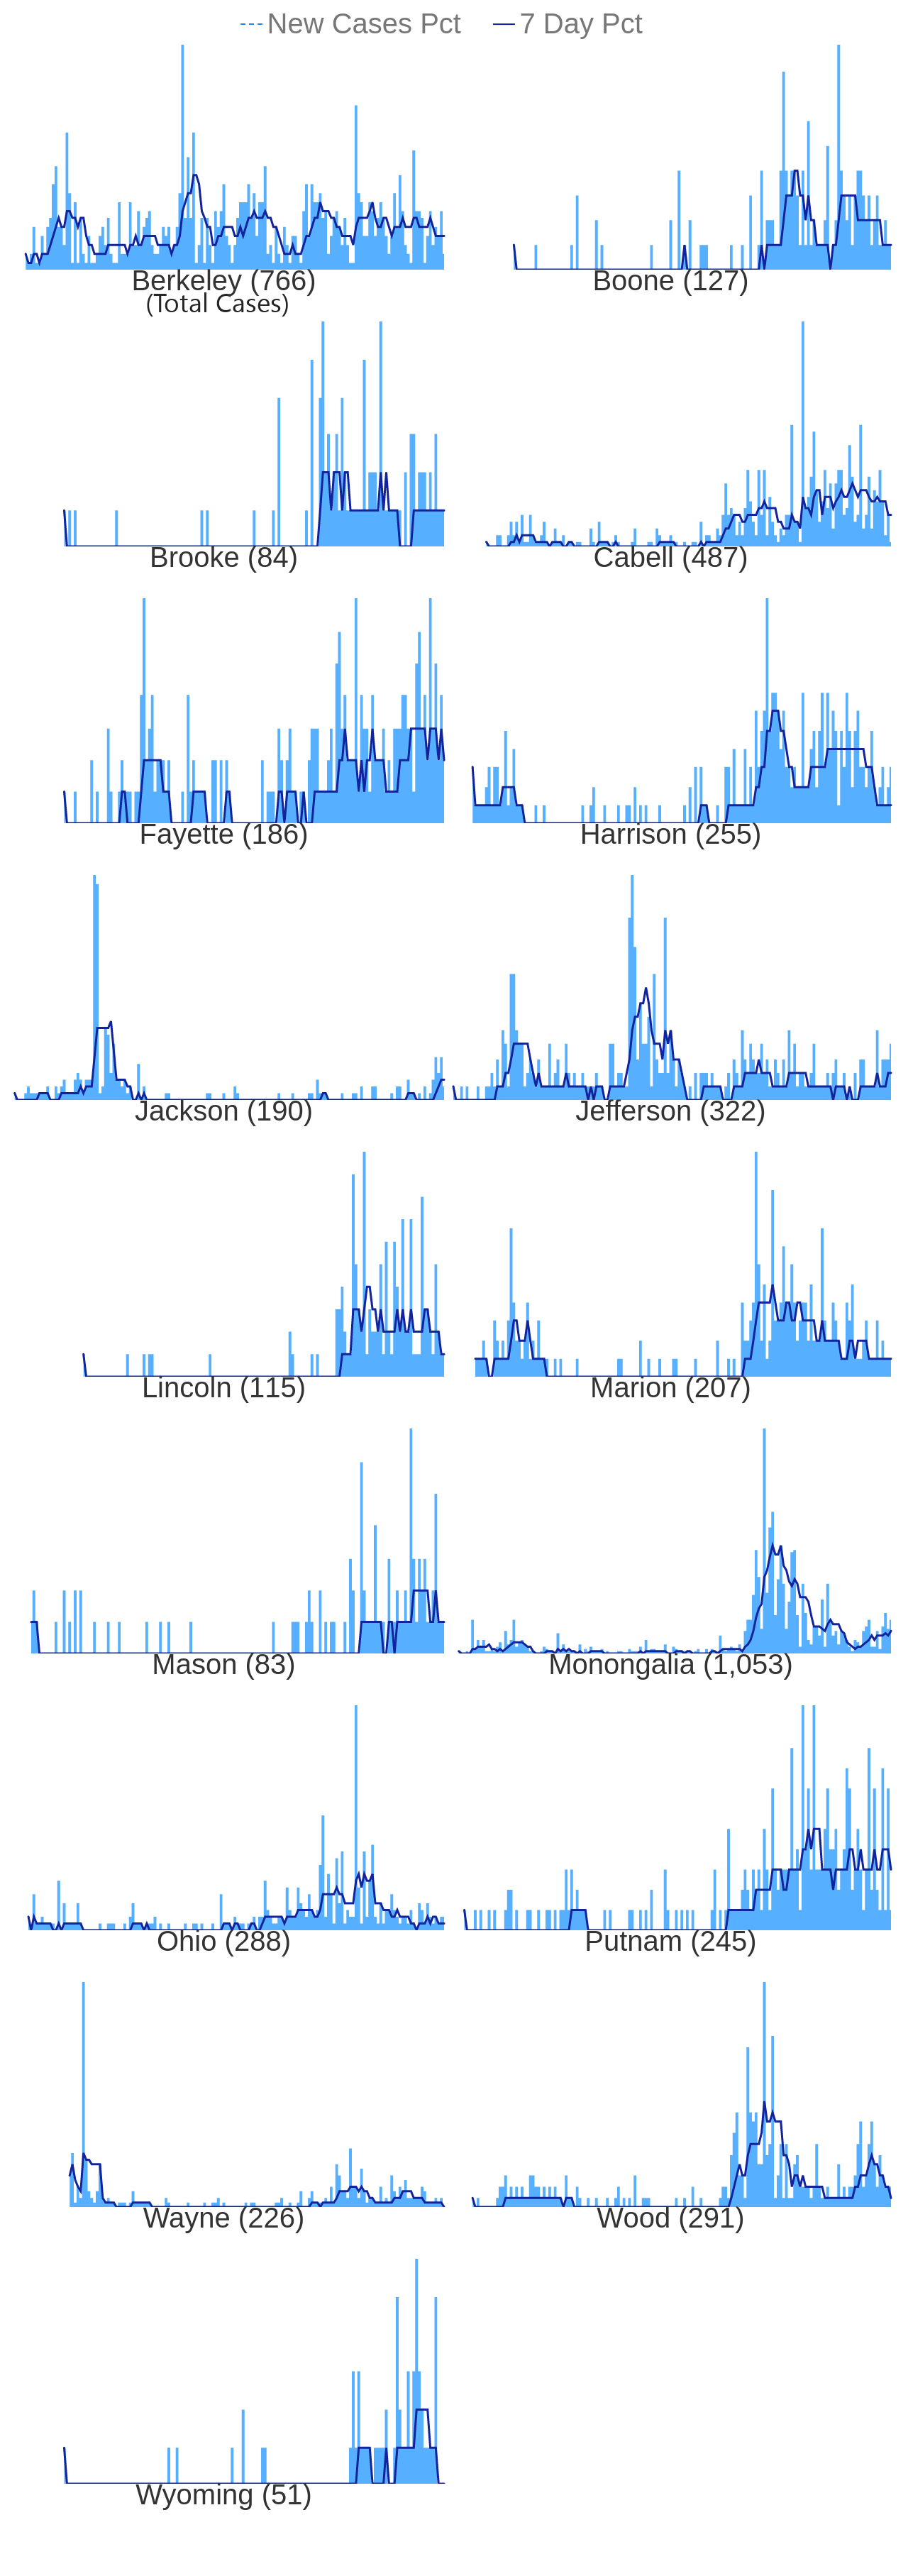 New Cases Pct 7 Day Pct
Berkeley (766) Boone (127)
(Total Cases)
Brooke (84) Cabell (487)
Fayette (186) Harrison (255)
Jackson (190) Jefferson (322)
Lincoln (115) Marion (207)
Mason (83) Monongalia (1,053)
Ohio (288) Putnam (245)
Wayne (226) Wood (291)
Wyoming (51)